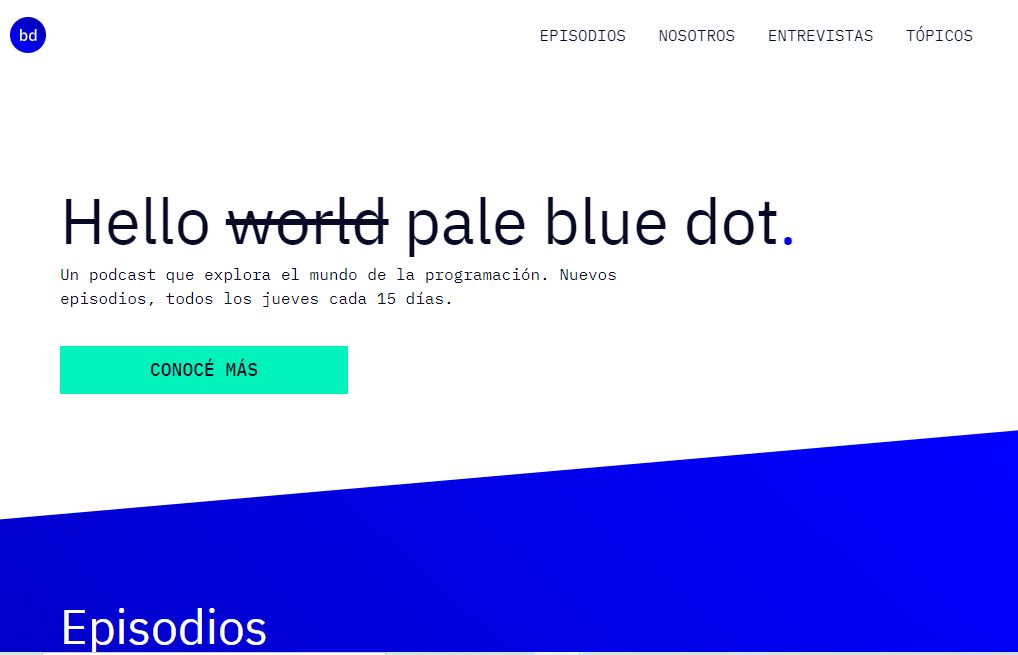 bd
EPISODIOS NOSOTROS ENTREVISTAS TÓPICOS
Hello world pale blue dot.
Un podcast que explora el mundo de la programación. Nuevos
episodios, todos los jueves cada 15 días.
CONOCÉ MÁS
Episodios